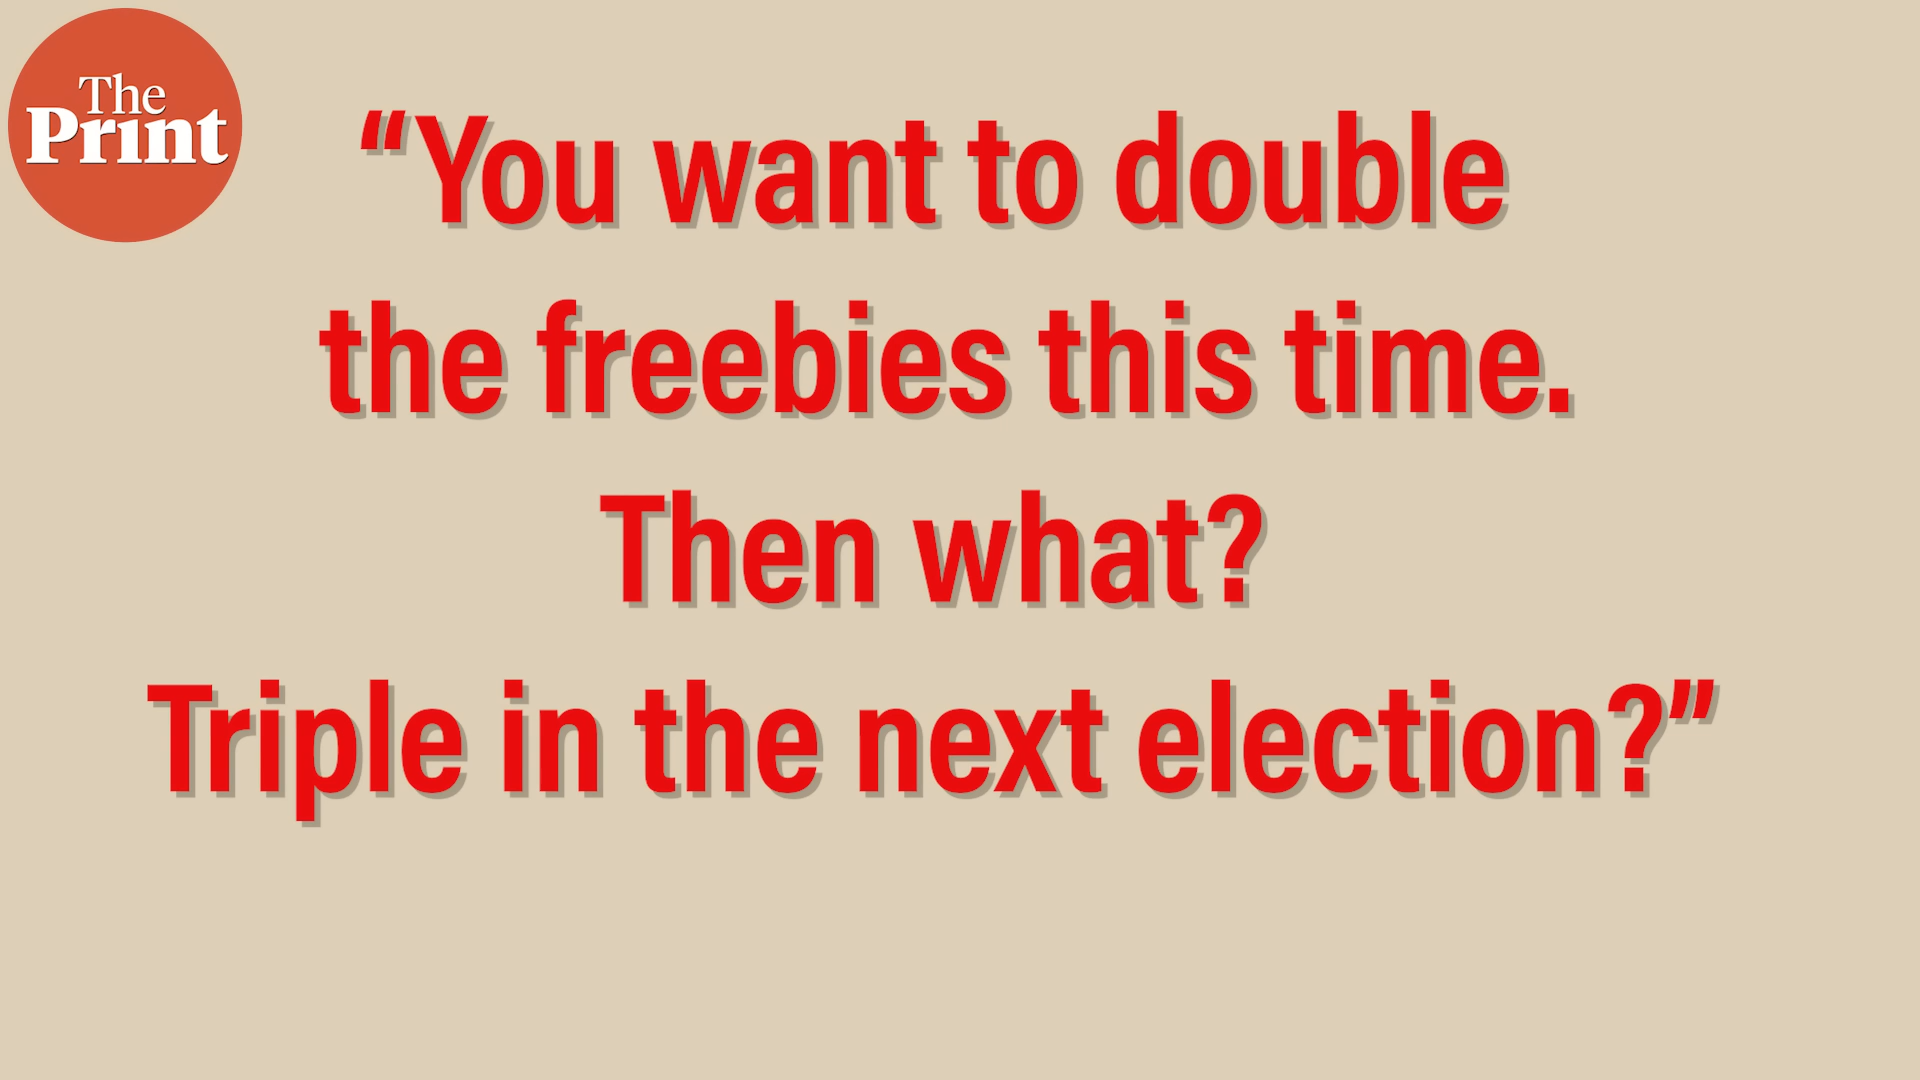 The
Print
“You want to double
the freebies this time.
Then what?
Triple in the next election?”